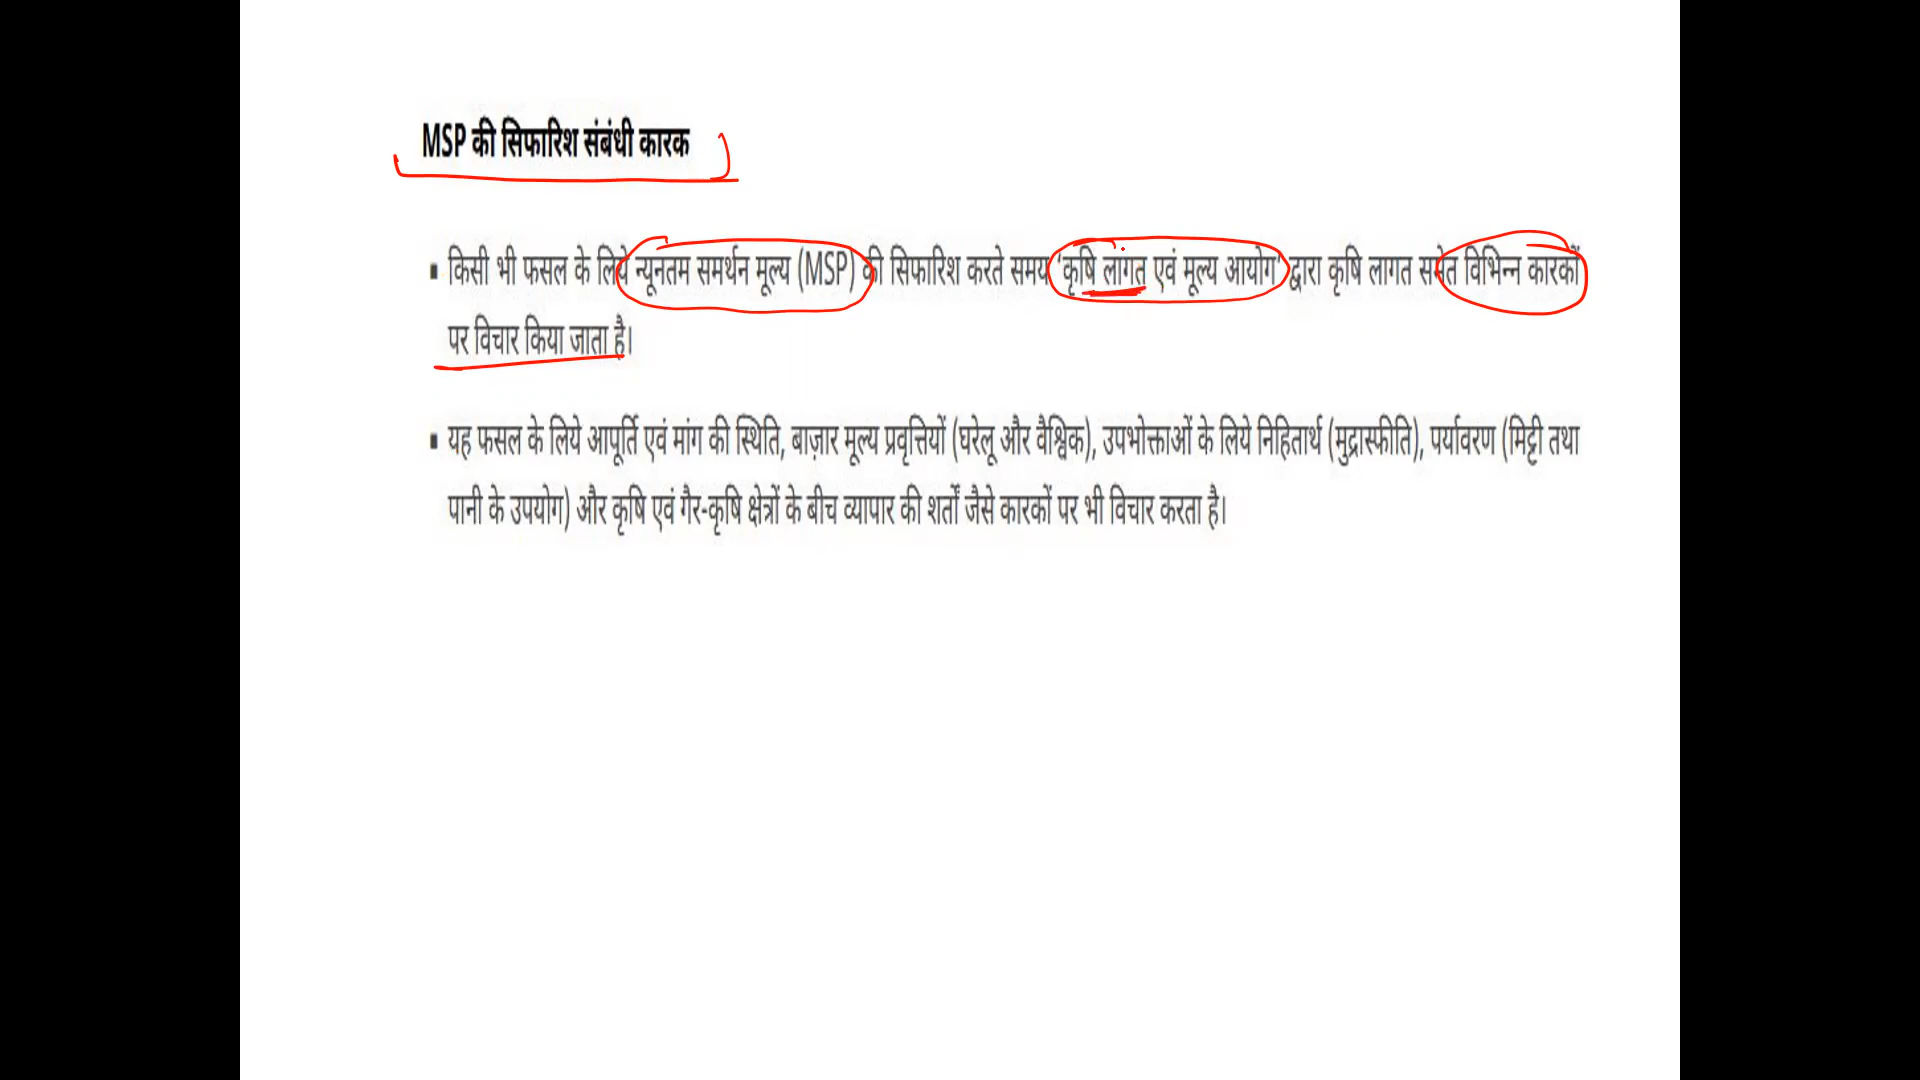 MSP की सिफारिश संबंधी कारक
▪ किसी भी फसल के लिये न्यूनतम समर्थन मूल्य (MSP) की सिफारिश करते समय 'कृषि लागत एवं मूल्य आयोग' द्वारा कृषि लागत समेत विभिन्न कारकों
पर विचार किया जाता है।
▪ यह फसल के लिये आपूर्ति एवं मांग की स्थिति, बाज़ार मूल्य प्रवृत्तियों (घरेलू और वैश्विक), उपभोक्ताओं के लिये निहितार्थ (मुद्रास्फीति), पर्यावरण (मिट्टी तथा
पानी के उपयोग) और कृषि एवं गैर-कृषि क्षेत्रों के बीच व्यापार की शर्तों जैसे कारकों पर भी विचार करता है।